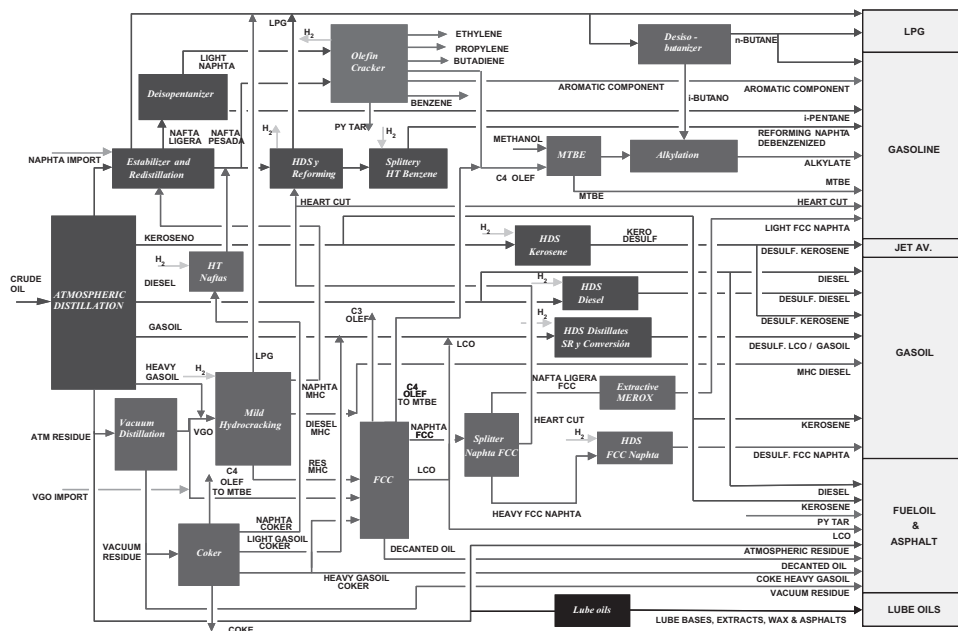 LPG
H2
ETHYLENE
PROPYLENE
BUTADIENE
Olefin
Cracker
BENZENE
PY TAR
Desiso -
butanizer
n-BUTANE
i-BUTANO
LPG
LIGHT
NAPHTA
Deisopentanizer
AROMATIC COMPONENT
AROMATIC COMPONENT
i-PENTANE
REFORMING NAPHTA
DEBENZENIZED
GASOLINE
NAFTA
LIGERA
NAFTA
PESADA
H2
H2
NAPHTA IMPORT
Estabilizer and
Redistillation
HDS y
Reforming
Splittery
HT Benzene
METHANOL
MTBE
Alkylation
ALKYLATE
C4 OLEF
MTBE
MTBE
HEART CUT
HEART CUT
LIGHT FCC NAPHTA
KEROSENO
H2
HDS
Kerosene
KERO
DESULF
DESULF. KEROSENE
JET AV.
CRUDE
OIL
ATMOSPHERIC
DISTILLATION
H2
HT
Naftas
DIESEL
H2
HDS
Diesel
DIESEL
DESULF. DIESEL
C3
OLEF
H2
DESULF. KEROSENE
GASOIL
LCO
HDS Distillates
SR y Conversión
DESULF. LCO / GASOIL
GASOIL
HEAVY
GASOIL
H2
LPG
NAPHTA
MHC
MHC DIESEL
Mild
Hydrocracking
DIESEL
MHC
C4
OLEF
TO MTBE
NAFTA LIGERA
FCC
Extractive
MEROX
HEART CUT
Vacuum
Distillation
VGO
ATM RESIDUE
NAPHTA
FCC
Splitter
Naphta FCC
H2
HDS
FCC Naphta
KEROSENE
DESULF. FCC NAPHTA
RES
MHC
FCC
LCO
C4
OLEF
TO MTBE
VGO IMPORT
HEAVY FCC NAPHTA
DIESEL
KEROSENE
PY TAR
LCO
FUELOIL
&
ASPHALT
NAPHTA
COKER
LIGHT GASOIL
COKER
VACUUM
RESIDUE
Coker
DECANTED OIL
ATMOSPHERIC RESIDUE
DECANTED OIL
HEAVY GASOIL
COKER
COKE HEAVY GASOIL
VACUUM RESIDUE
Lube oils
LUBE OILS
LUBE BASES, EXTRACTS, WAX & ASPHALTS
COKE